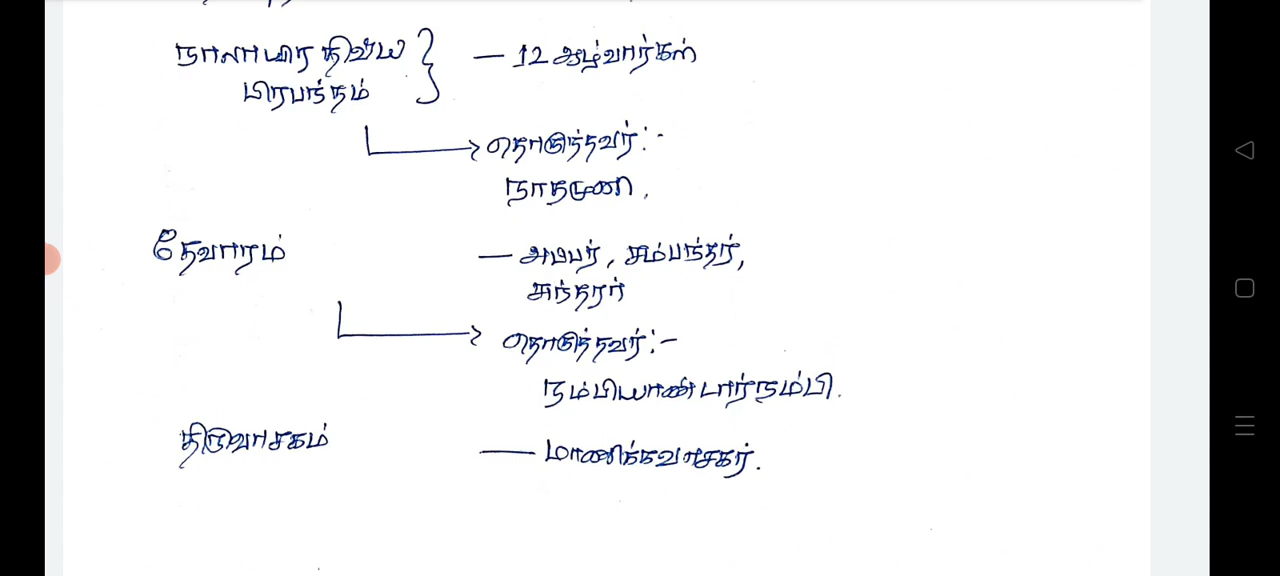 நாலாயிர திவ்ய
பிரபந்தம் } — 12 ஆழ்வார்கள்
தொகுத்தவர் :-
நாதமுனி.
தேவாரம் — அப்பர், சம்பந்தர்,
சுந்தரர்
தொகுத்தவர் :-
நம்பியாண்டார்நம்பி.
திருவாசகம் — மாணிக்கவாசகர்.